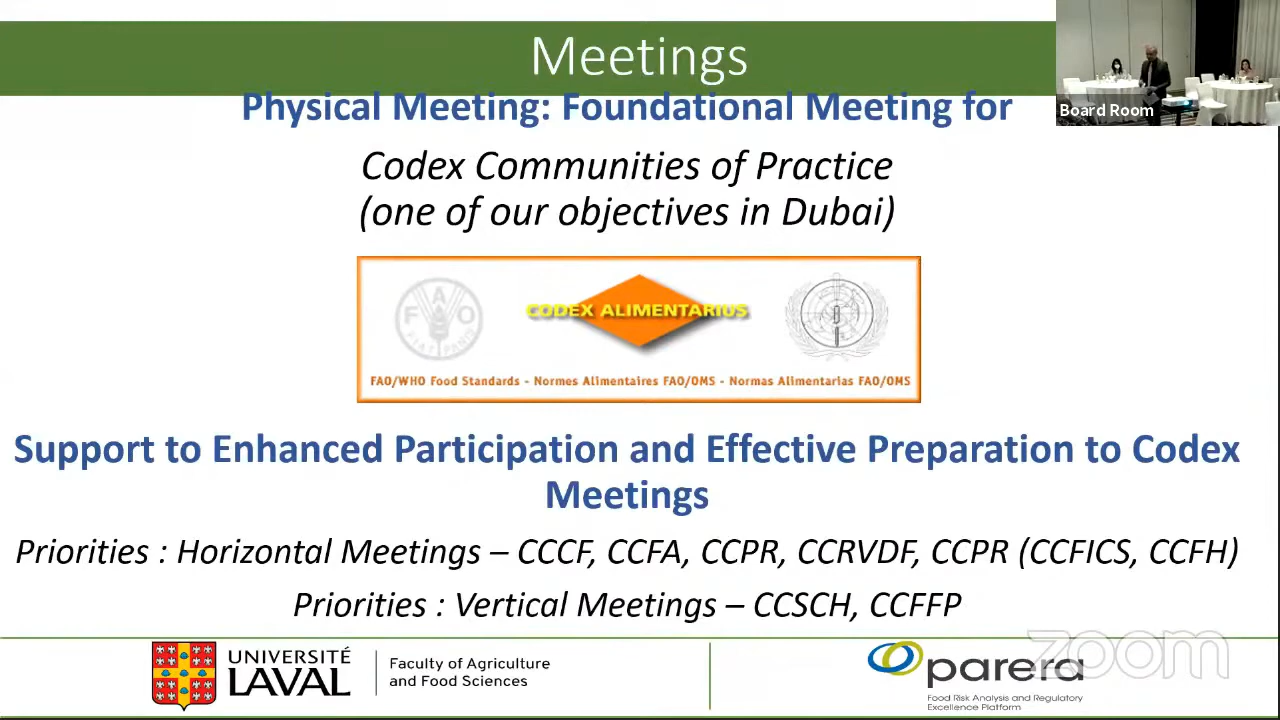 Meetings
Physical Meeting: Foundational Meeting for
Board Room
Codex Communities of Practice
(one of our objectives in Dubai)
F A O
FIAT PANIS
CODEX ALIMENTARIUS
FAO/WHO Food Standards - Normes Alimentaires FAO/OMS - Normas Alimentarias FAO/OMS
Support to Enhanced Participation and Effective Preparation to Codex
Meetings
Priorities : Horizontal Meetings – CCCF, CCFA, CCPR, CCRVDF, CCPR (CCFICS, CCFH)
Priorities : Vertical Meetings – CCSCH, CCFFP
UNIVERSITÉ
LAVAL
Faculty of Agriculture
and Food Sciences
parera
Food Risk Analysis and Regulatory
Excellence Platform
zoom